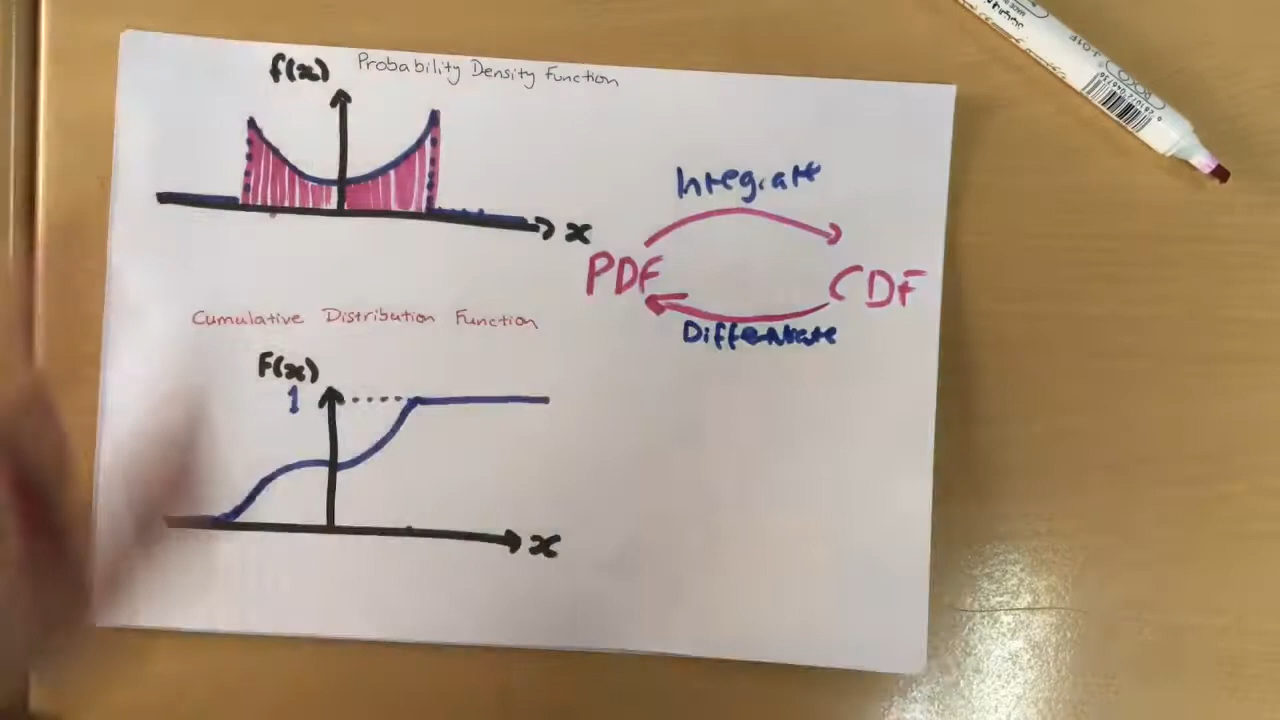 f(x) Probability Density Function
x
Integrate
PDF
CDF
Differentiate
Cumulative Distribution Function
F(x)
1
x